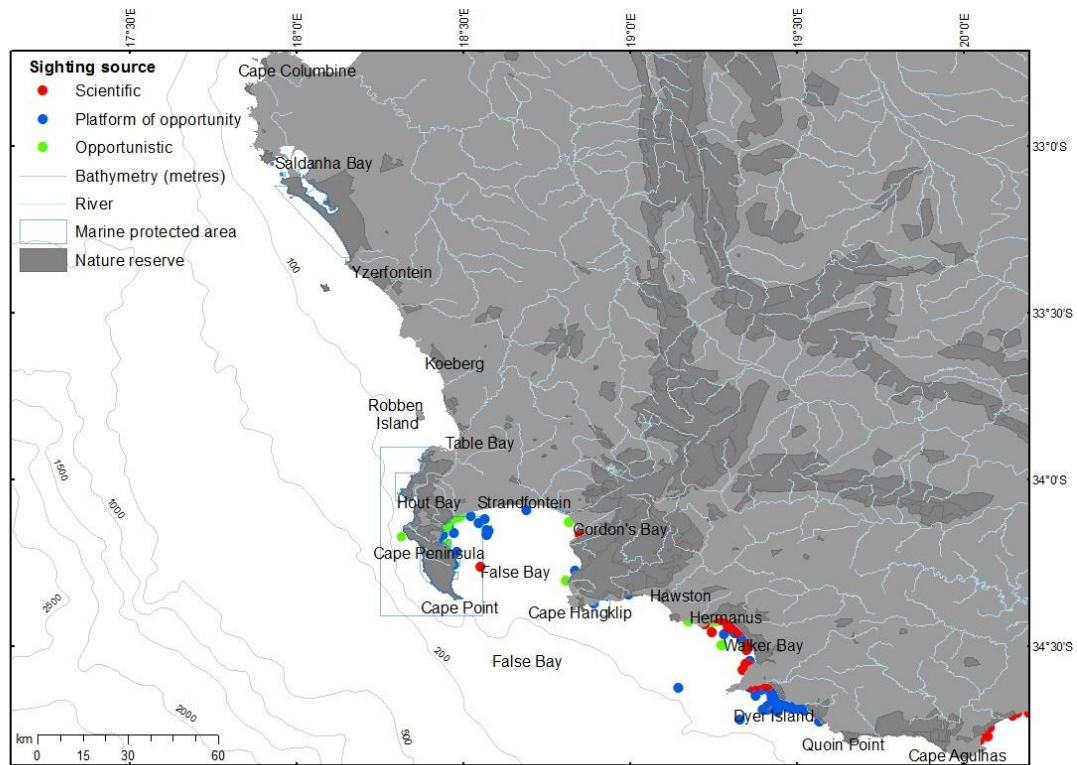 17°30'E
18°0'E
18°30'E
19°0'E
19°30'E
20°0'E
Sighting source
Scientific
Platform of opportunity
Opportunistic
Bathymetry (metres)
River
Marine protected area
Nature reserve
Cape Columbine
Saldanha Bay
33°0'S
Yzerfontein
100
33°30'S
Koeberg
Robben
Island
Table Bay
1500
1000
34°0'S
Hout Bay
Strandfontein
Gordon's Bay
Cape Peninsula
False Bay
2500
Cape Point
Cape Hangklip
Hawston
Hermanus
Walker Bay
34°30'S
200
False Bay
2000
500
Dyer Island
Quoin Point
Cape Agulhas
km
0 15 30 60